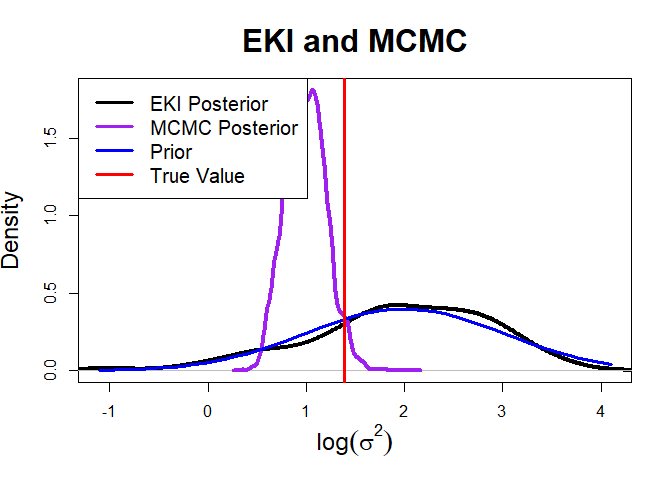 EKI and MCMC
EKI Posterior
MCMC Posterior
Prior
True Value
Density
0.0
0.5
1.0
1.5
-1
0
1
2
3
4
log(σ²)